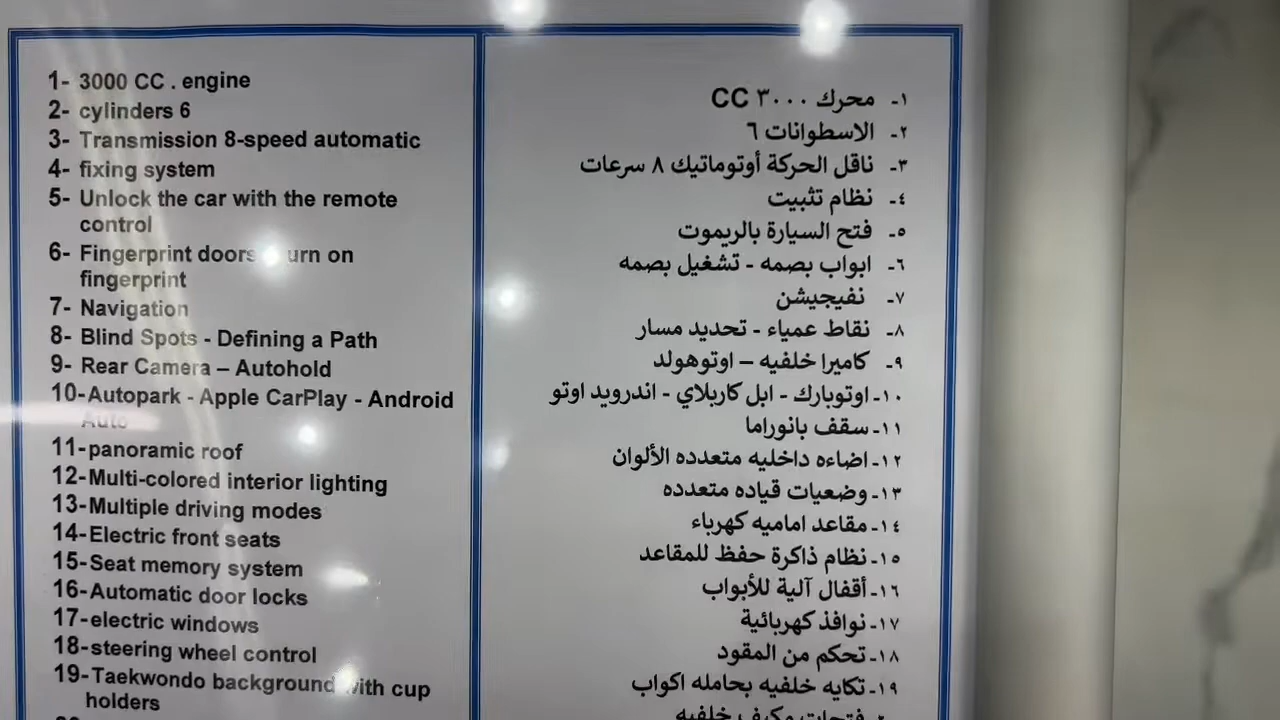 1- 3000 CC . engine
2- cylinders 6
3- Transmission 8-speed automatic
4- fixing system
5- Unlock the car with the remote
control
6- Fingerprint doors urn on
fingerprint
7- Navigation
8- Blind Spots - Defining a Path
9- Rear Camera – Autohold
10-Autopark - Apple CarPlay - Android
Auto
11-panoramic roof
12-Multi-colored interior lighting
13-Multiple driving modes
14-Electric front seats
15-Seat memory system
16-Automatic door locks
17-electric windows
18-steering wheel control
19-Taekwondo background with cup
holders
١- محرك ٣٠٠٠ CC
٢- الاسطوانات ٦
٣- ناقل الحركة أوتوماتيك ٨ سرعات
٤- نظام تثبيت
٥- فتح السيارة بالريموت
٦- ابواب بصمه - تشغيل بصمه
٧- نفيجيشن
٨- نقاط عمياء - تحديد مسار
٩- كاميرا خلفيه – اوتوهولد
١٠-اوتوبارك - ابل كاربلاي - اندرويد اوتو
١١-سقف بانوراما
١٢-اضاءه داخليه متعدده الألوان
١٣-وضعيات قياده متعدده
١٤-مقاعد اماميه كهرباء
١٥-نظام ذاكرة حفظ للمقاعد
١٦-أقفال آلية للأبواب
١٧-نوافذ كهربائية
١٨-تحكم من المقود
١٩-تكايه خلفيه بحامله اكواب
فتحات مكيف خلفيه